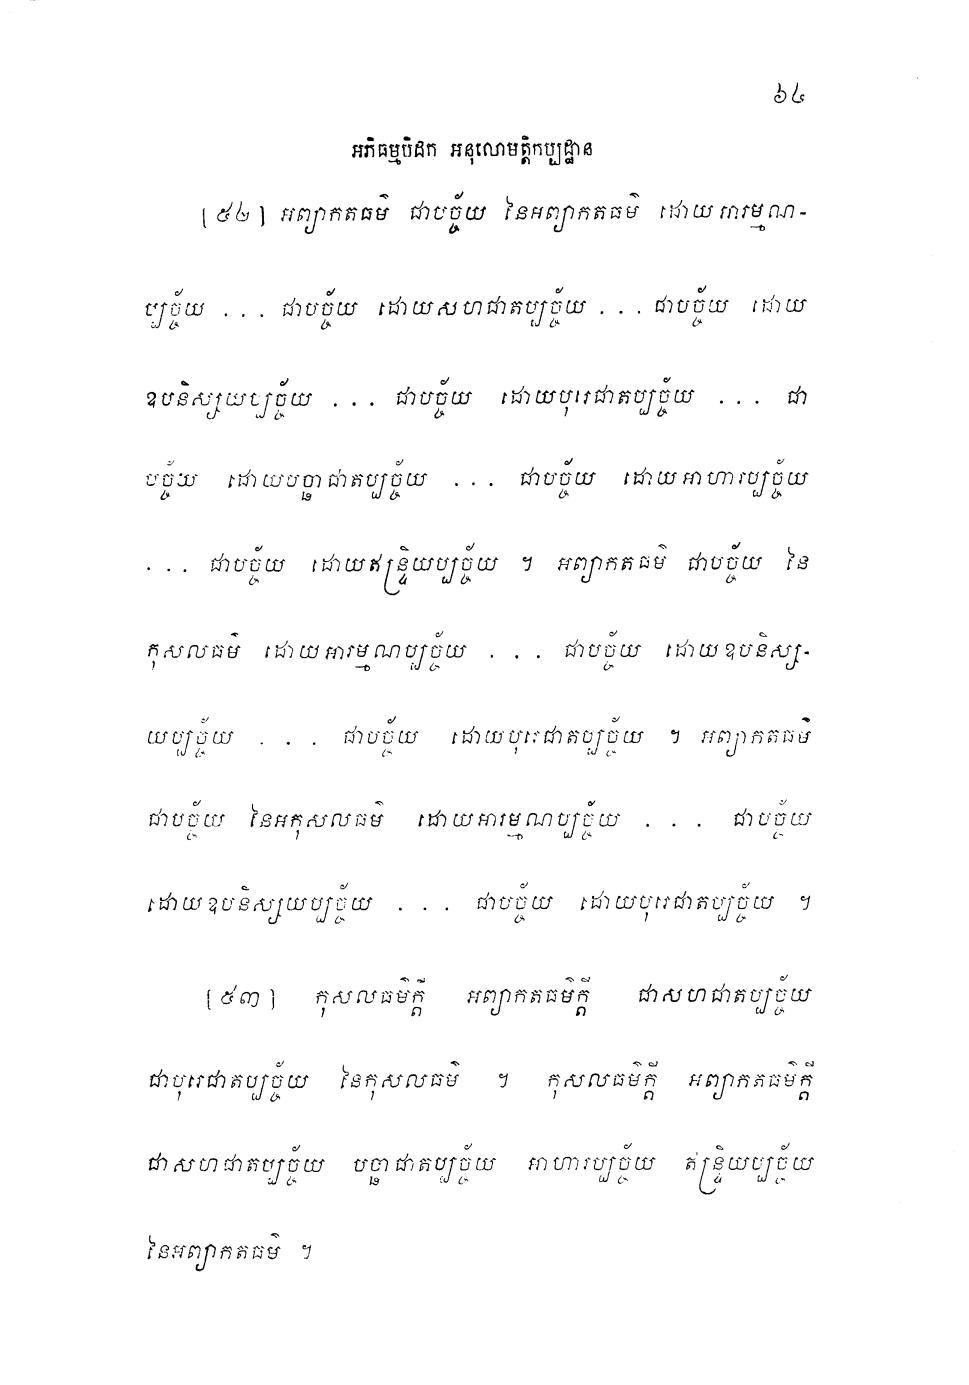 ៦៤
អភិធម្មបិដក អនុលោមត្តិកប្បដ្ឋាន
[៥២] អព្យាកតធម៌ ជាបច្ច័យ នៃអព្យាកតធម៌ ដោយអារម្មណ-
ប្បច្ច័យ ... ជាបច្ច័យ ដោយសហជាតប្បច្ច័យ ... ជាបច្ច័យ ដោយ
ឧបនិស្សយប្បច្ច័យ ... ជាបច្ច័យ ដោយបុរេជាតប្បច្ច័យ ... ជា
បច្ច័យ ដោយបច្ឆាជាតប្បច្ច័យ ... ជាបច្ច័យ ដោយអាហារប្បច្ច័យ
... ជាបច្ច័យ ដោយឥន្ទ្រិយប្បច្ច័យ ។ អព្យាកតធម៌ ជាបច្ច័យ នៃ
កុសលធម៌ ដោយអារម្មណប្បច្ច័យ ... ជាបច្ច័យ ដោយឧបនិស្ស-
យប្បច្ច័យ ... ជាបច្ច័យ ដោយបុរេជាតប្បច្ច័យ ។ អព្យាកតធម៌
ជាបច្ច័យ នៃអកុសលធម៌ ដោយអារម្មណប្បច្ច័យ ... ជាបច្ច័យ
ដោយឧបនិស្សយប្បច្ច័យ ... ជាបច្ច័យ ដោយបុរេជាតប្បច្ច័យ ។
[៥៣] កុសលធម៌ក្តី អព្យាកតធម៌ក្តី ជាសហជាតប្បច្ច័យ
ជាបុរេជាតប្បច្ច័យ នៃកុសលធម៌ ។ កុសលធម៌ក្តី អព្យាកតធម៌ក្តី
ជាសហជាតប្បច្ច័យ បច្ឆាជាតប្បច្ច័យ អាហារប្បច្ច័យ ឥន្ទ្រិយប្បច្ច័យ
នៃអព្យាកតធម៌ ។